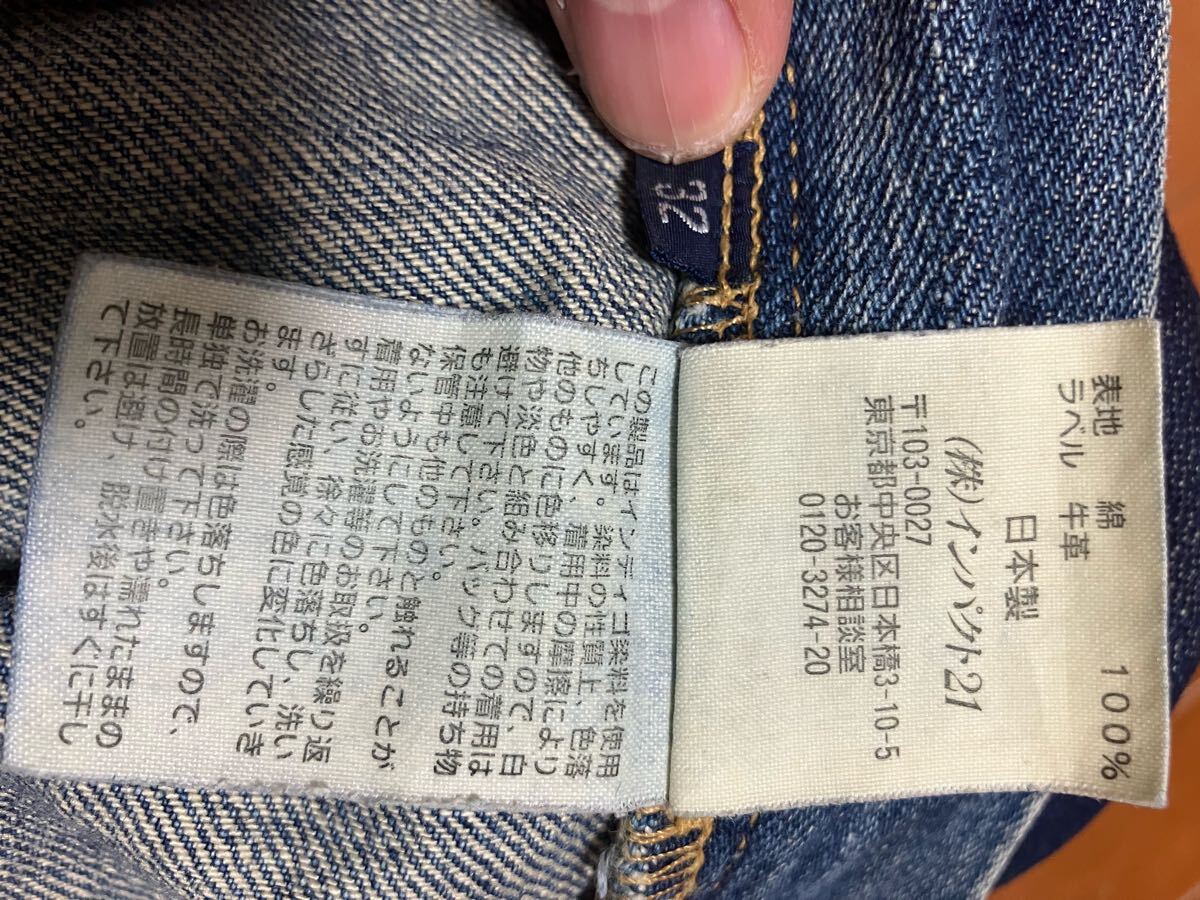 32
表地 綿 100%
ラベル 牛革
日本製
(株)インパクト21
〒103-0027
東京都中央区日本橋3-10-5
お客様相談室
0120-3274-20
この製品はインディゴ染料を使用
しています。染料の性質上、色落
ちしやすく、着用中の摩擦により
他のものに色移りしますので、白
物や淡色と組み合わせての着用は
避けて下さい。バック等の持ち物
も注意して下さい。
保管中も他のものと触れることが
ないようにして下さい。
着用やお洗濯等のお取扱を繰り返
すに従い、徐々に色落ちし、洗い
ざらした感覚の色に変化していき
ます。
お洗濯の際は色落ちしますので、
単独で洗って下さい。
長時間の付け置きや濡れたままの
放置は避け、脱水後はすぐに干し
て下さい。